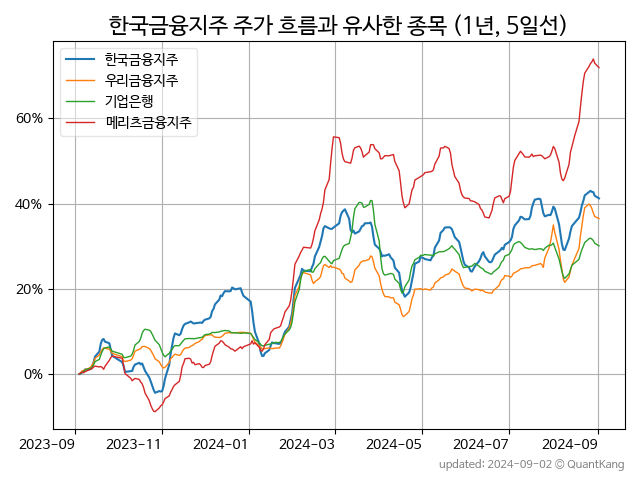 한국금융지주 주가 흐름과 유사한 종목 (1년, 5일선)
한국금융지주
우리금융지주
기업은행
메리츠금융지주
60%
40%
20%
0%
2023-09 2023-11 2024-01 2024-03 2024-05 2024-07 2024-09
updated: 2024-09-02 © QuantKang